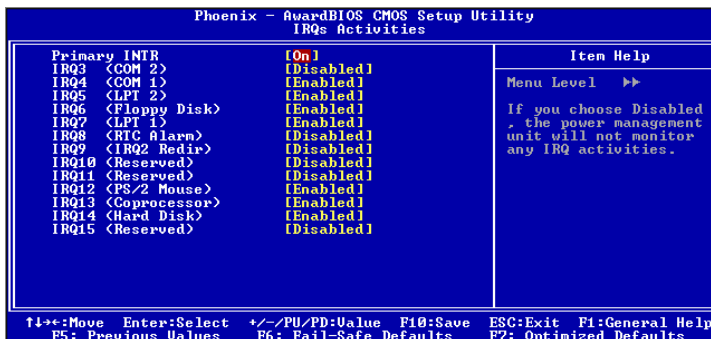 Phoenix - AwardBIOS CMOS Setup Utility
IRQs Activities
Primary INTR [On]
IRQ3 (COM 2) [Disabled]
IRQ4 (COM 1) [Enabled]
IRQ5 (LPT 2) [Enabled]
IRQ6 (Floppy Disk) [Enabled]
IRQ7 (LPT 1) [Enabled]
IRQ8 (RTC Alarm) [Disabled]
IRQ9 (IRQ2 Redir) [Disabled]
IRQ10 (Reserved) [Disabled]
IRQ11 (Reserved) [Disabled]
IRQ12 (PS/2 Mouse) [Enabled]
IRQ13 (Coprocessor) [Enabled]
IRQ14 (Hard Disk) [Enabled]
IRQ15 (Reserved) [Disabled]
Item Help
Menu Level ▶▶
If you choose Disabled
, the power management
unit will not monitor
any IRQ activities.
↑↓→←:Move Enter:Select +/-/PU/PD:Value F10:Save ESC:Exit F1:General Help
F5: Previous Values F6: Fail-Safe Defaults F7: Optimized Defaults